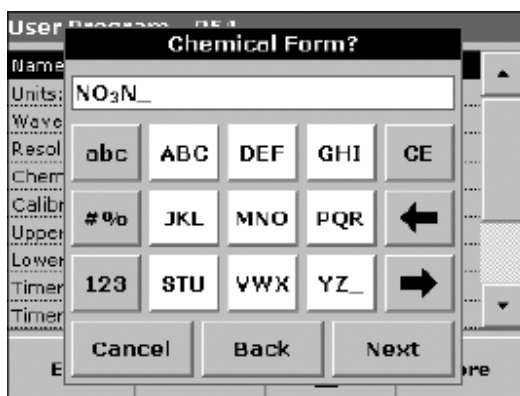 User Program
Chemical Form?
Name
Units:
NO₃N_
Wave
Resol
Chem
Calibr
Upper
Lower
Timer
Timer
abc ABC DEF GHI CE
#% JKL MNO PQR
123 STU VWX YZ_
Cancel Back Next
E
ore